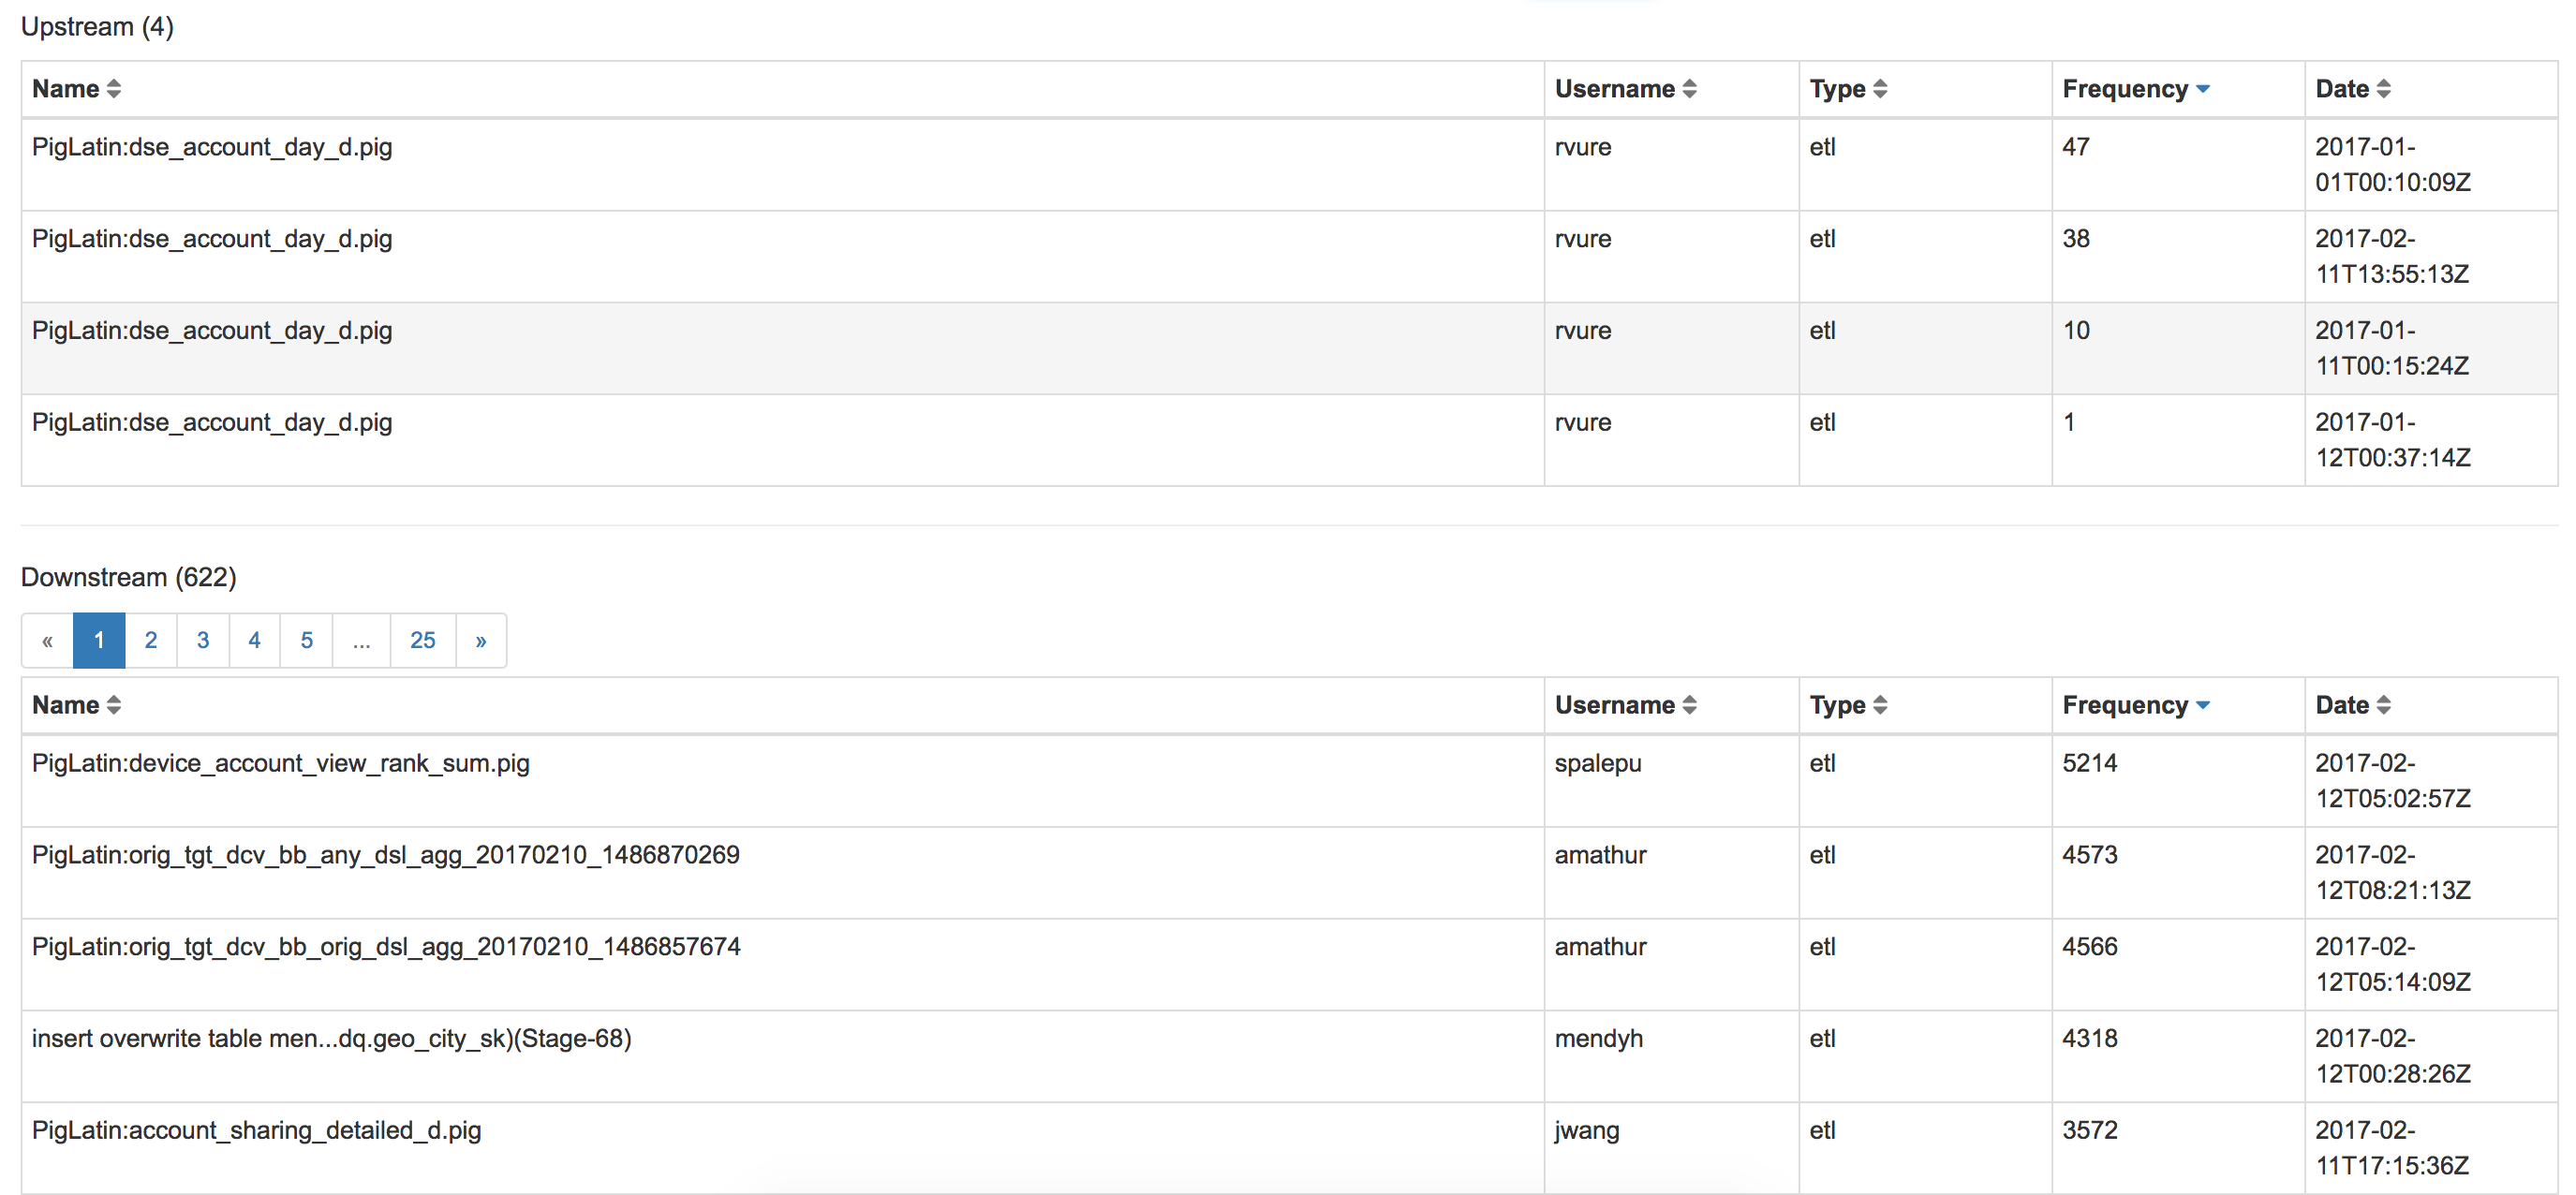 Upstream (4)
Name Username Type Frequency Date
PigLatin:dse_account_day_d.pig rvure etl 47 2017-01-
01T00:10:09Z
PigLatin:dse_account_day_d.pig rvure etl 38 2017-02-
11T13:55:13Z
PigLatin:dse_account_day_d.pig rvure etl 10 2017-01-
11T00:15:24Z
PigLatin:dse_account_day_d.pig rvure etl 1 2017-01-
12T00:37:14Z
Downstream (622)
« 1 2 3 4 5 ... 25 »
Name Username Type Frequency Date
PigLatin:device_account_view_rank_sum.pig spalepu etl 5214 2017-02-
12T05:02:57Z
PigLatin:orig_tgt_dcv_bb_any_dsl_agg_20170210_1486870269 amathur etl 4573 2017-02-
12T08:21:13Z
PigLatin:orig_tgt_dcv_bb_orig_dsl_agg_20170210_1486857674 amathur etl 4566 2017-02-
12T05:14:09Z
insert overwrite table men...dq.geo_city_sk)(Stage-68) mendyh etl 4318 2017-02-
12T00:28:26Z
PigLatin:account_sharing_detailed_d.pig jwang etl 3572 2017-02-
11T17:15:36Z